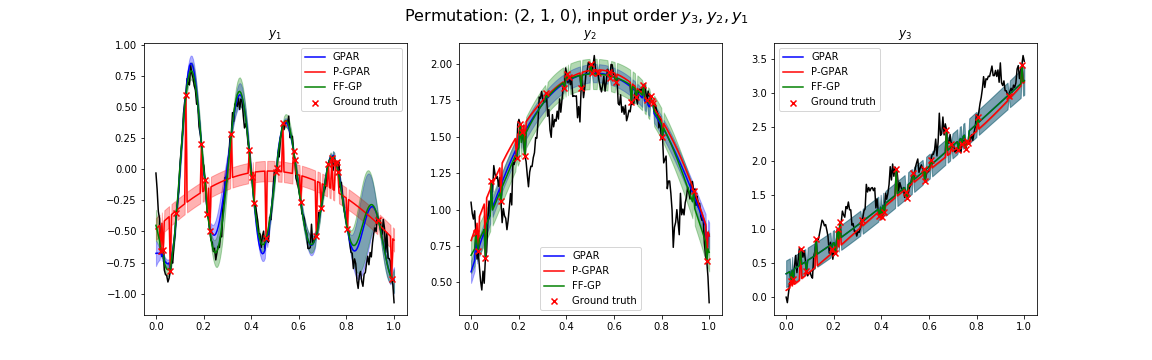 Permutation: (2, 1, 0), input order y₃, y₂, y₁
y₁
1.00
0.75
0.50
0.25
0.00
−0.25
−0.50
−0.75
−1.00
0.0 0.2 0.4 0.6 0.8 1.0
GPAR
P-GPAR
FF-GP
Ground truth
y₂
2.00
1.75
1.50
1.25
1.00
0.75
0.50
0.0 0.2 0.4 0.6 0.8 1.0
GPAR
P-GPAR
FF-GP
Ground truth
y₃
3.5
3.0
2.5
2.0
1.5
1.0
0.5
0.0
0.0 0.2 0.4 0.6 0.8 1.0
GPAR
P-GPAR
FF-GP
Ground truth